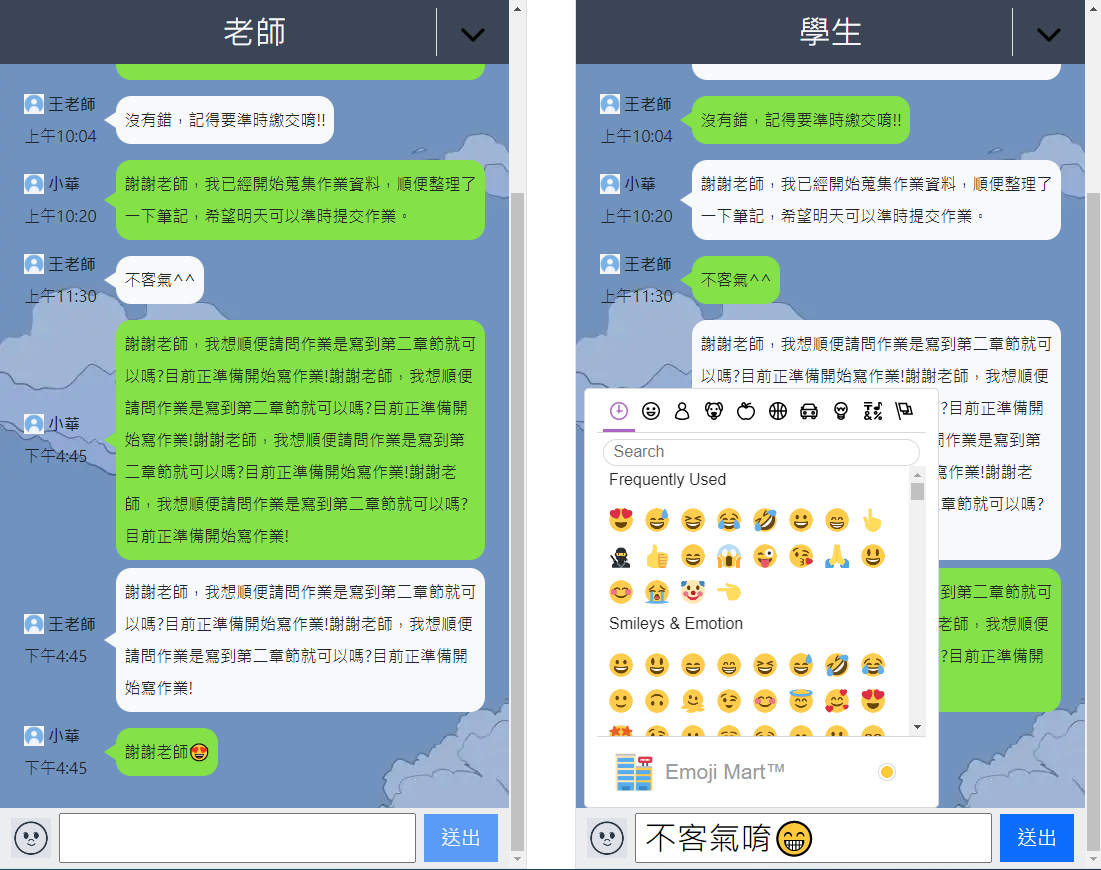 老師
王老師
上午10:04
沒有錯，記得要準時繳交唷!!
小華
上午10:20
謝謝老師，我已經開始蒐集作業資料，順便整理了
一下筆記，希望明天可以準時提交作業。
王老師
上午11:30
不客氣^^
小華
下午4:45
謝謝老師，我想順便請問作業是寫到第二章節就可
以嗎?目前正準備開始寫作業!謝謝老師，我想順便
請問作業是寫到第二章節就可以嗎?目前正準備開
始寫作業!謝謝老師，我想順便請問作業是寫到第
二章節就可以嗎?目前正準備開始寫作業!謝謝老
師，我想順便請問作業是寫到第二章節就可以嗎?
目前正準備開始寫作業!
王老師
下午4:45
謝謝老師，我想順便請問作業是寫到第二章節就可
以嗎?目前正準備開始寫作業!謝謝老師，我想順便
請問作業是寫到第二章節就可以嗎?目前正準備開
始寫作業!
小華
下午4:45
謝謝老師😍
送出
學生
王老師
上午10:04
沒有錯，記得要準時繳交唷!!
小華
上午10:20
謝謝老師，我已經開始蒐集作業資料，順便整理了
一下筆記，希望明天可以準時提交作業。
王老師
上午11:30
不客氣^^
謝謝老師，我想順便請問作業是寫到第二章節就可
以嗎?目前正準備開始寫作業!謝謝老師，我想順便
?目前正準備開
問作業是寫到第
寫作業!謝謝老
章節就可以嗎?
Search
Frequently Used
Smileys & Emotion
Emoji Mart™
到第二章節就可
老師，我想順便
?目前正準備開
不客氣唷😁
送出